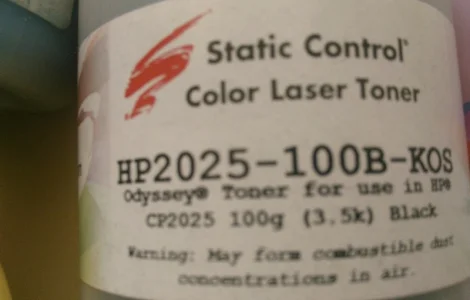 Static Control®
Color Laser Toner
HP2025-100B-KOS
Odyssey® Toner for use in HP®
CP2025 100g (3.5k) Black
Warning: May form combustible dust
concentrations in air.